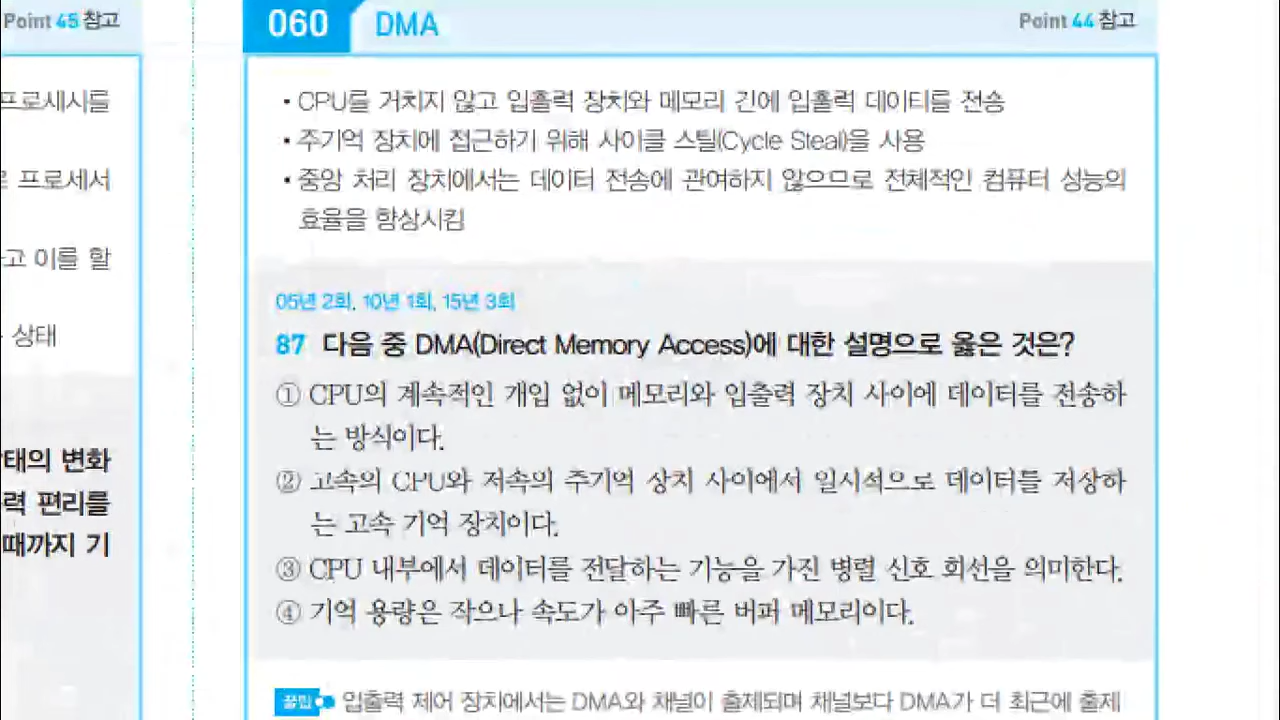 Point 45 참고
프로세서를
프로세서
고 이를 할
상태
태의 변화
력 편리를
때까지 기
060 DMA Point 44 참고
• CPU를 거치지 않고 입출력 장치와 메모리 간에 입출력 데이터를 전송
• 주기억 장치에 접근하기 위해 사이클 스틸(Cycle Steal)을 사용
• 중앙 처리 장치에서는 데이터 전송에 관여하지 않으므로 전체적인 컴퓨터 성능의
효율을 향상시킴
05년 2회, 10년 1회, 15년 3회
87 다음 중 DMA(Direct Memory Access)에 대한 설명으로 옳은 것은?
① CPU의 계속적인 개입 없이 메모리와 입출력 장치 사이에 데이터를 전송하
는 방식이다.
② 고속의 CPU와 저속의 주기억 장치 사이에서 일시적으로 데이터를 저장하
는 고속 기억 장치이다.
③ CPU 내부에서 데이터를 전달하는 기능을 가진 병렬 신호 회선을 의미한다.
④ 기억 용량은 작으나 속도가 아주 빠른 버퍼 메모리이다.
꿀팁 입출력 제어 장치에서는 DMA와 채널이 출제되며 채널보다 DMA가 더 최근에 출제